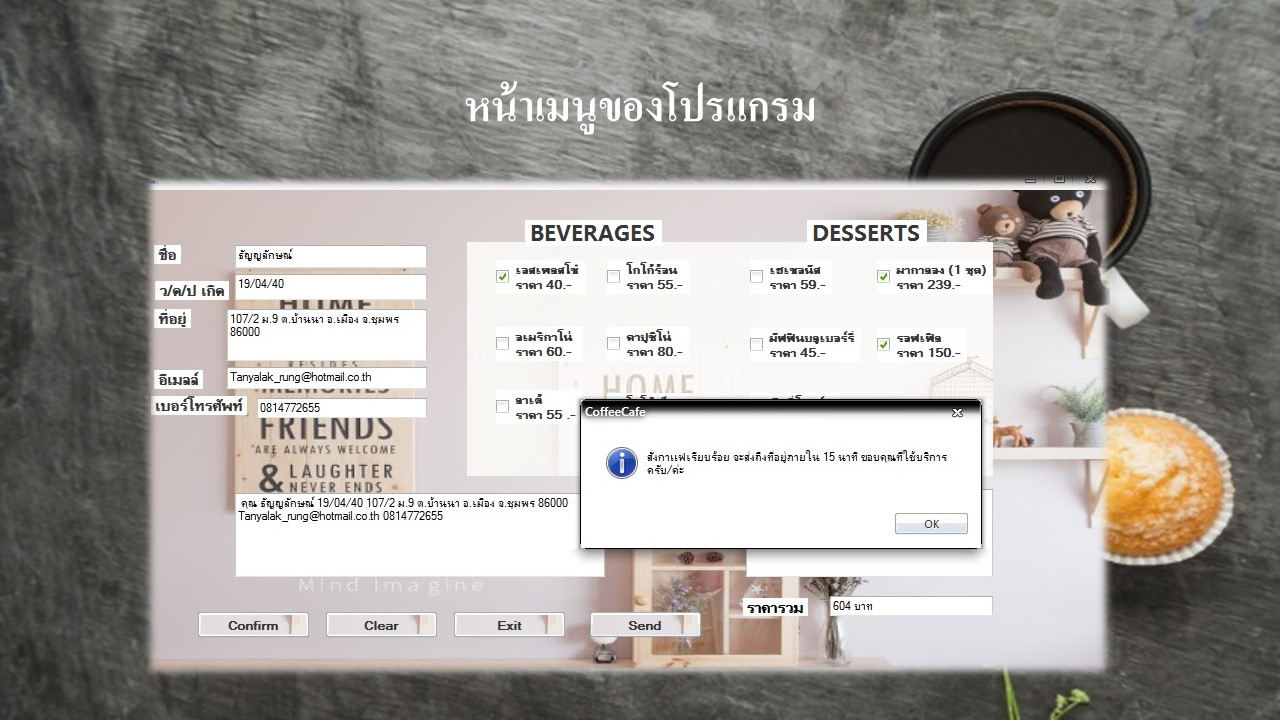 หน้าเมนูของโปรแกรม
BEVERAGES
DESSERTS
ชื่อ
ธัญญลักษณ์
ว/ด/ป เกิด
19/04/40
ที่อยู่
107/2 ม.9 ต.บ้านนา อ.เมือง จ.ชุมพร
86000
อีเมลล์
Tanyalak_rung@hotmail.co.th
เบอร์โทรศัพท์
0814772655
เอสเพรสโซ่
ราคา 40.-
โกโก้ร้อน
ราคา 55.-
เฮเซลนัส
ราคา 59.-
มาการอง (1 ชุด)
ราคา 239.-
อเมริกาโน่
ราคา 60.-
คาปูชิโน่
ราคา 80.-
มัฟฟินบลูเบอร์รี่
ราคา 45.-
วอฟเฟิล
ราคา 150.-
ลาเต้
ราคา 55 .-
HOME
HOME
MEMORIES
FRIENDS
ARE ALWAYS WELCOME
& LAUGHTER
NEVER ENDS
CoffeeCafe
สั่งกาแฟเรียบร้อย จะส่งถึงที่อยู่ภายใน 15 นาที ขอบคุณที่ใช้บริการ
ครับ/ค่ะ
OK
คุณ ธัญญลักษณ์ 19/04/40 107/2 ม.9 ต.บ้านนา อ.เมือง จ.ชุมพร 86000
Tanyalak_rung@hotmail.co.th 0814772655
Mind Imagine
ราคารวม
604 บาท
Confirm
Clear
Exit
Send